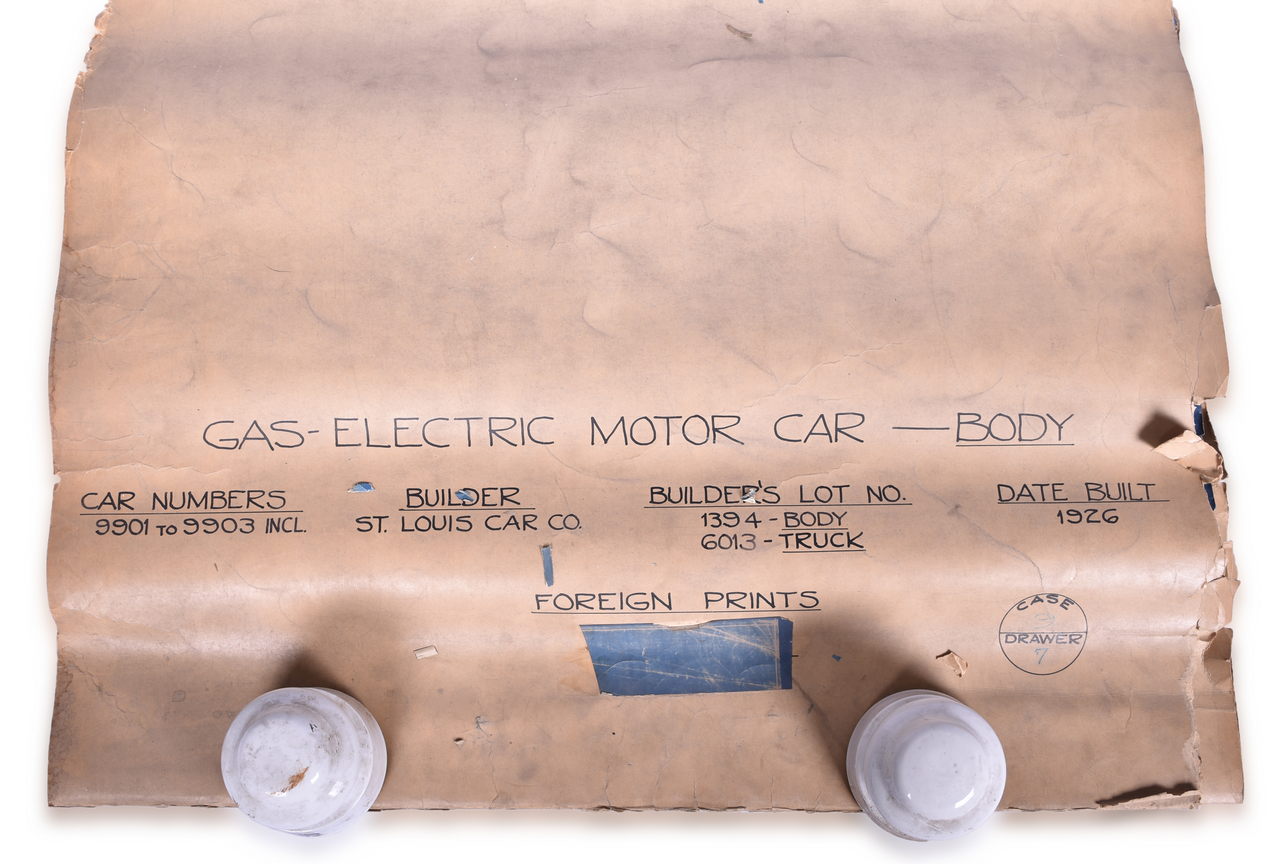 GAS-ELECTRIC MOTOR CAR — BODY
CAR NUMBERS
9901 TO 9903 INCL.
BUILDER
ST. LOUIS CAR CO.
BUILDER'S LOT NO.
1394 - BODY
6013 - TRUCK
DATE BUILT
1926
FOREIGN PRINTS
CASE
DRAWER
7